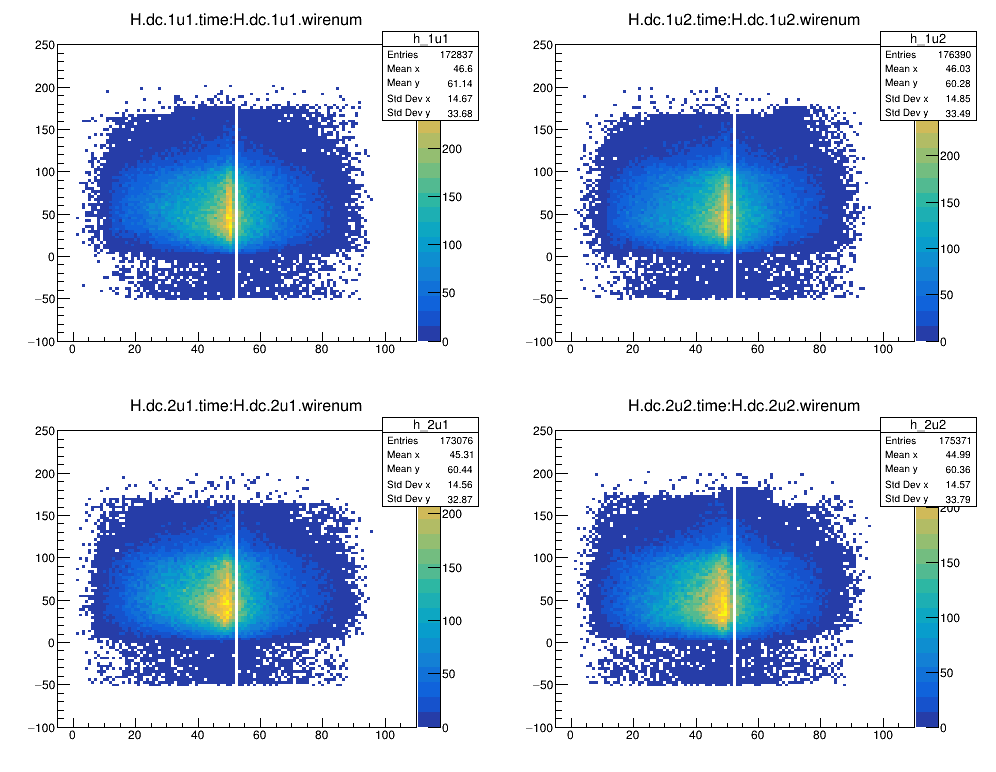 H.dc.1u1.time:H.dc.1u1.wirenum
h_1u1
Entries 172837
Mean x 46.6
Mean y 61.14
Std Dev x 14.67
Std Dev y 33.68
250
200
150
100
50
0
−50
−100
0 20 40 60 80 100
200
150
100
50
0
H.dc.1u2.time:H.dc.1u2.wirenum
h_1u2
Entries 176390
Mean x 46.03
Mean y 60.28
Std Dev x 14.85
Std Dev y 33.49
250
200
150
100
50
0
−50
−100
0 20 40 60 80 100
200
150
100
50
0
H.dc.2u1.time:H.dc.2u1.wirenum
h_2u1
Entries 173076
Mean x 45.31
Mean y 60.44
Std Dev x 14.56
Std Dev y 32.87
250
200
150
100
50
0
−50
−100
0 20 40 60 80 100
200
150
100
50
0
H.dc.2u2.time:H.dc.2u2.wirenum
h_2u2
Entries 175371
Mean x 44.99
Mean y 60.36
Std Dev x 14.57
Std Dev y 33.79
250
200
150
100
50
0
−50
−100
0 20 40 60 80 100
200
150
100
50
0